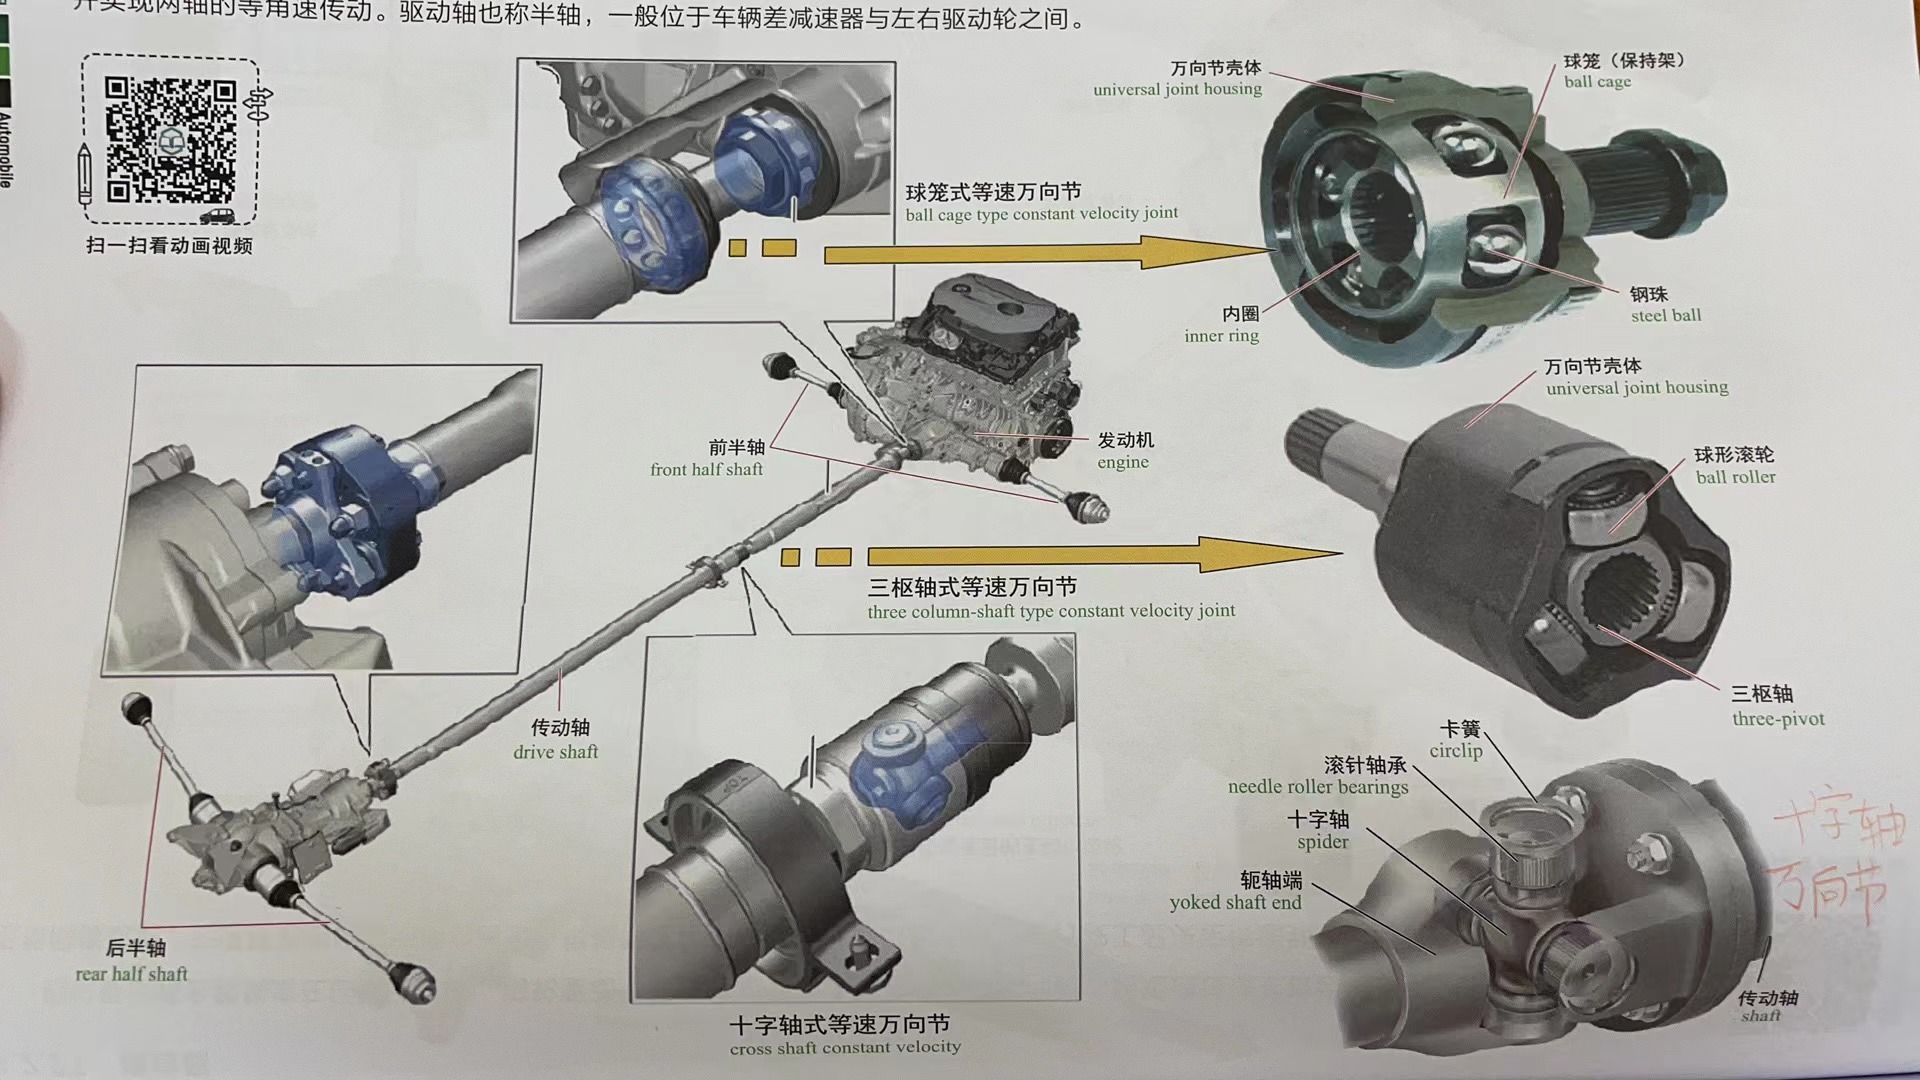 并实现两轴的等角速传动。驱动轴也称半轴，一般位于车辆差减速器与左右驱动轮之间。
Automobile
扫一扫看动画视频
万向节壳体
universal joint housing
球笼（保持架）
ball cage
球笼式等速万向节
ball cage type constant velocity joint
内圈
inner ring
钢珠
steel ball
前半轴
front half shaft
发动机
engine
万向节壳体
universal joint housing
球形滚轮
ball roller
三枢轴式等速万向节
three column-shaft type constant velocity joint
三枢轴
three-pivot
传动轴
drive shaft
后半轴
rear half shaft
TOP
十字轴式等速万向节
cross shaft constant velocity
卡簧
circlip
滚针轴承
needle roller bearings
十字轴
spider
轭轴端
yoked shaft end
传动轴
shaft
十字轴
万向节